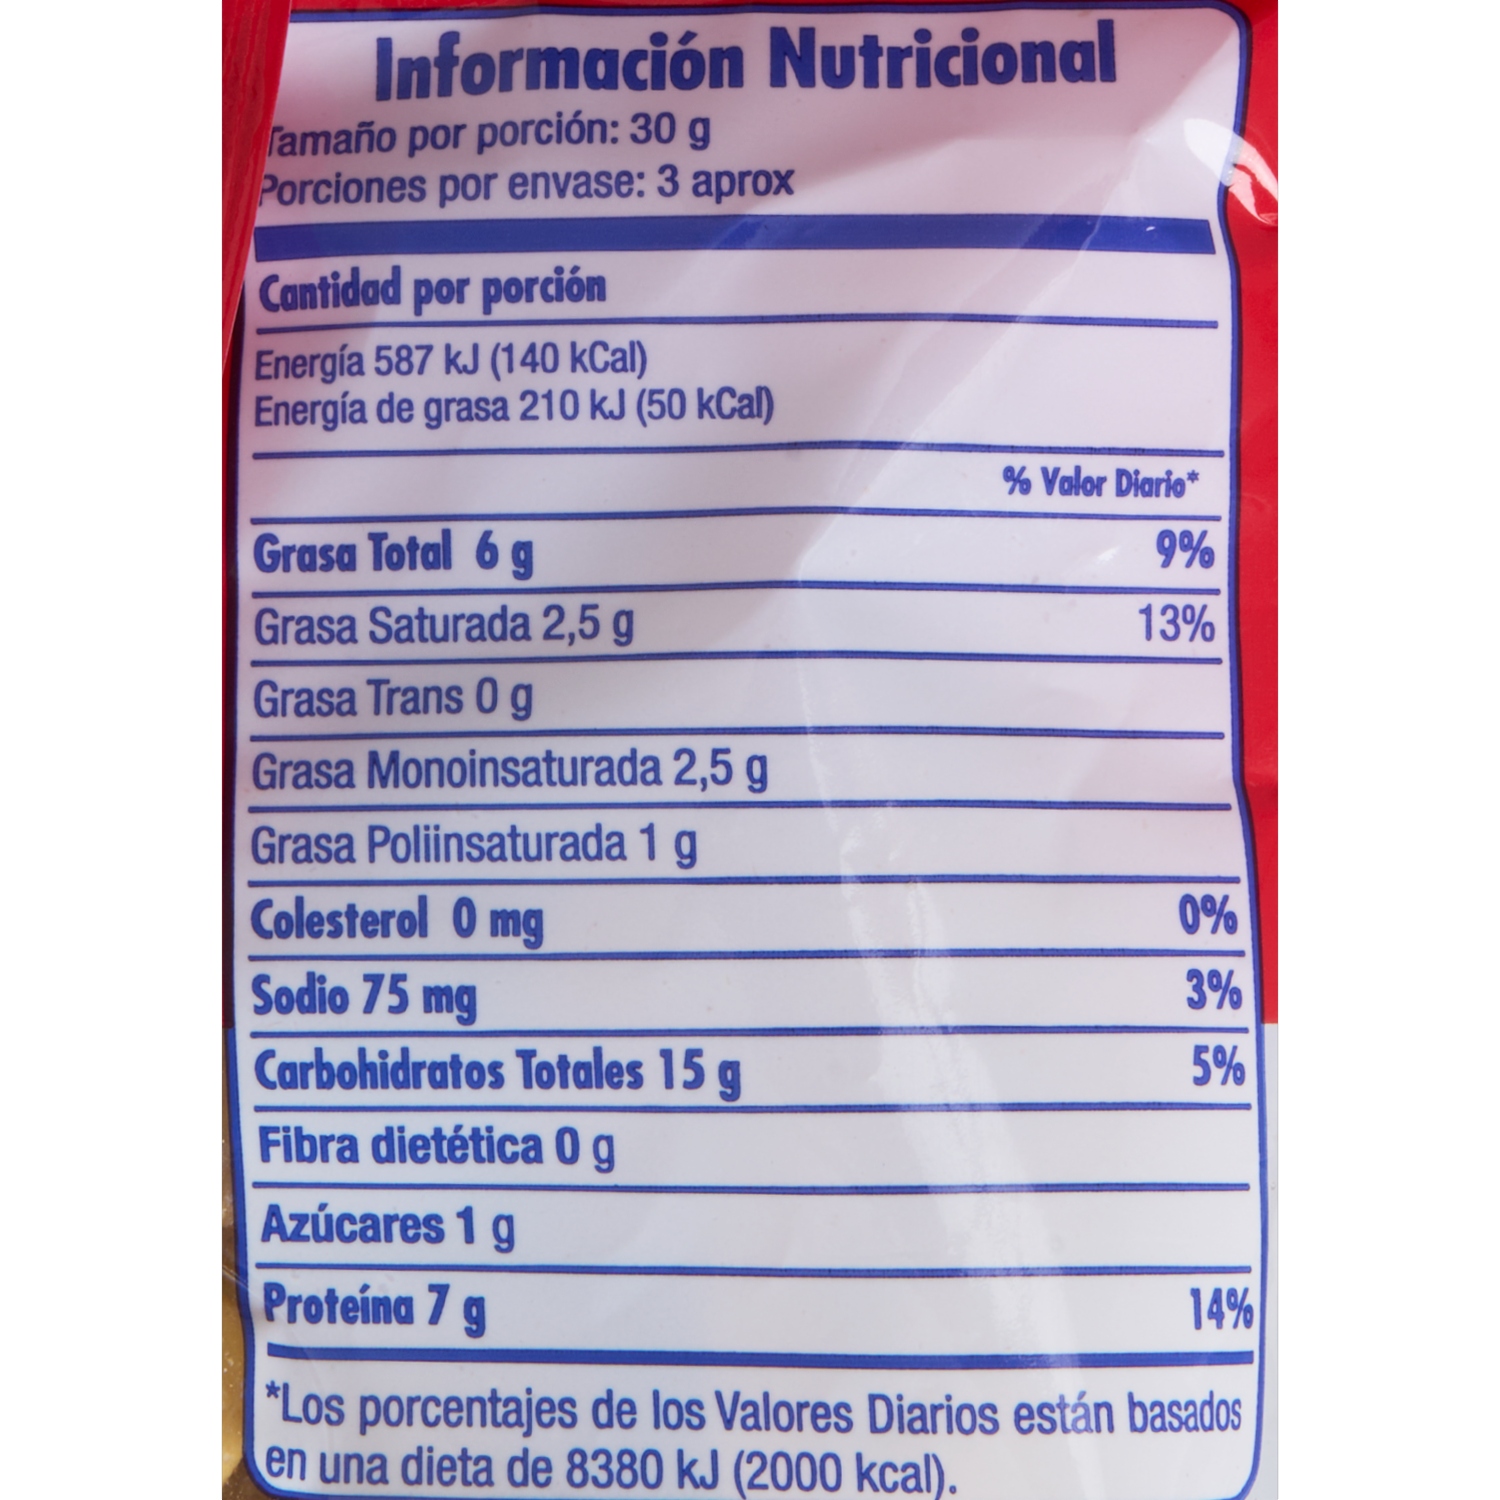 Información Nutricional
Tamaño por porción: 30 g
Porciones por envase: 3 aprox
Cantidad por porción
Energía 587 kJ (140 kCal)
Energía de grasa 210 kJ (50 kCal)
% Valor Diario*
Grasa Total 6 g 9%
Grasa Saturada 2,5 g 13%
Grasa Trans 0 g
Grasa Monoinsaturada 2,5 g
Grasa Poliinsaturada 1 g
Colesterol 0 mg 0%
Sodio 75 mg 3%
Carbohidratos Totales 15 g 5%
Fibra dietética 0 g
Azúcares 1 g
Proteína 7 g 14%
*Los porcentajes de los Valores Diarios están basados
en una dieta de 8380 kJ (2000 kcal).